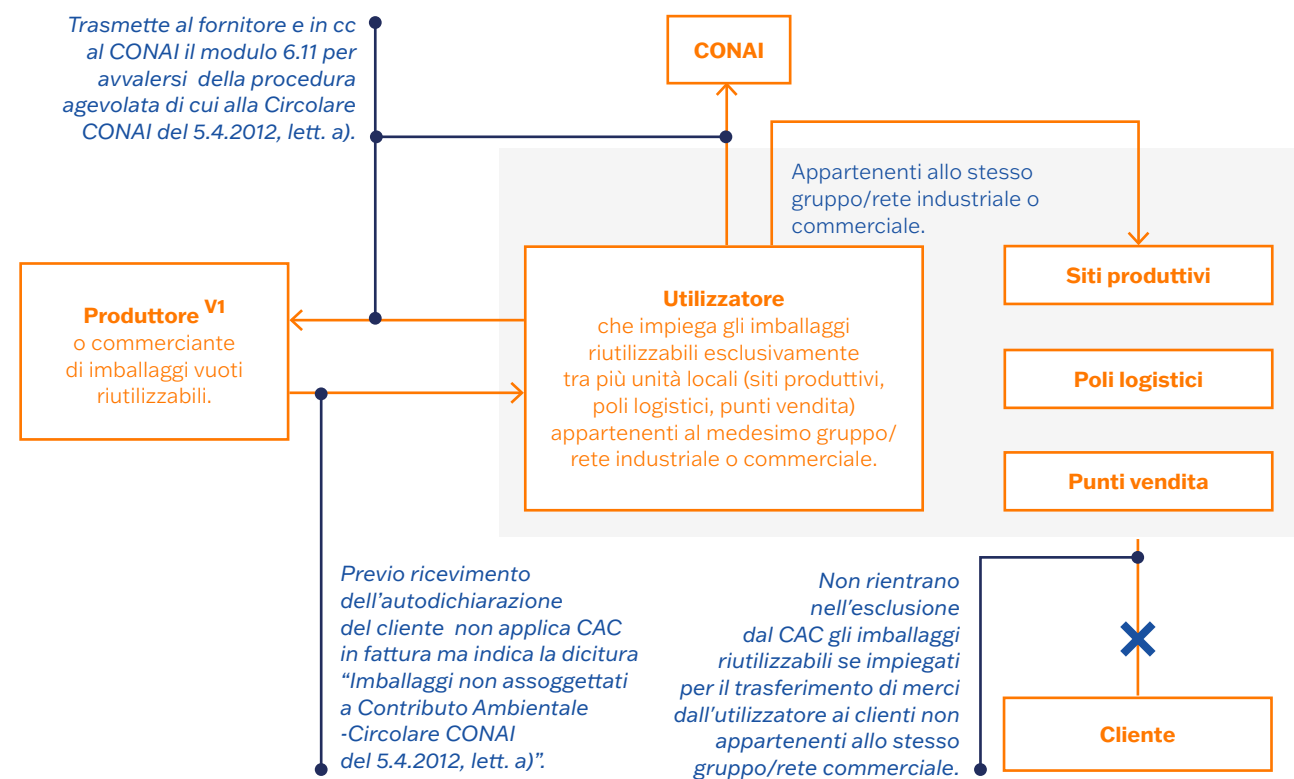 Trasmette al fornitore e in cc
al CONAI il modulo 6.11 per
avvalersi della procedura
agevolata di cui alla Circolare
CONAI del 5.4.2012, lett. a).
CONAI
Appartenenti allo stesso
gruppo/rete industriale o
commerciale.
Produttore V1
o commerciante
di imballaggi vuoti
riutilizzabili.
Utilizzatore
che impiega gli imballaggi
riutilizzabili esclusivamente
tra più unità locali (siti produttivi,
poli logistici, punti vendita)
appartenenti al medesimo gruppo/
rete industriale o commerciale.
Siti produttivi
Poli logistici
Punti vendita
Previo ricevimento
dell’autodichiarazione
del cliente non applica CAC
in fattura ma indica la dicitura
“Imballaggi non assoggettati
a Contributo Ambientale
-Circolare CONAI
del 5.4.2012, lett. a)”.
Non rientrano
nell'esclusione
dal CAC gli imballaggi
riutilizzabili se impiegati
per il trasferimento di merci
dall’utilizzatore ai clienti non
appartenenti allo stesso
gruppo/rete commerciale.
Cliente